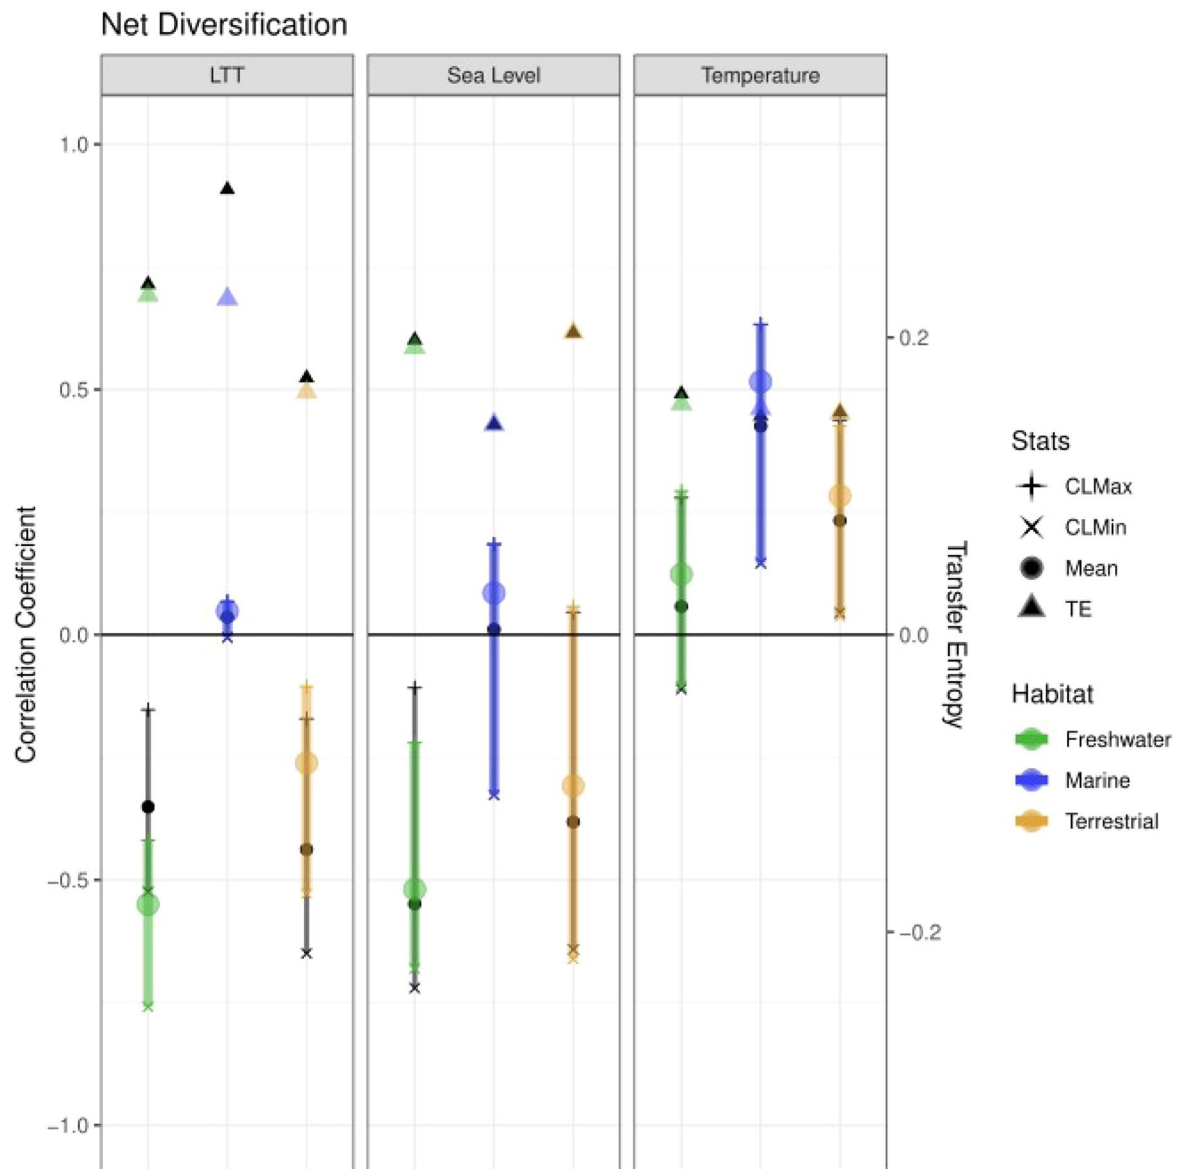 Net Diversification
LTT
Sea Level
Temperature
1.0
0.5
0.0
−0.5
−1.0
Correlation Coefficient
0.2
0.0
−0.2
Transfer Entropy
Stats
CLMax
CLMin
Mean
TE
Habitat
Freshwater
Marine
Terrestrial